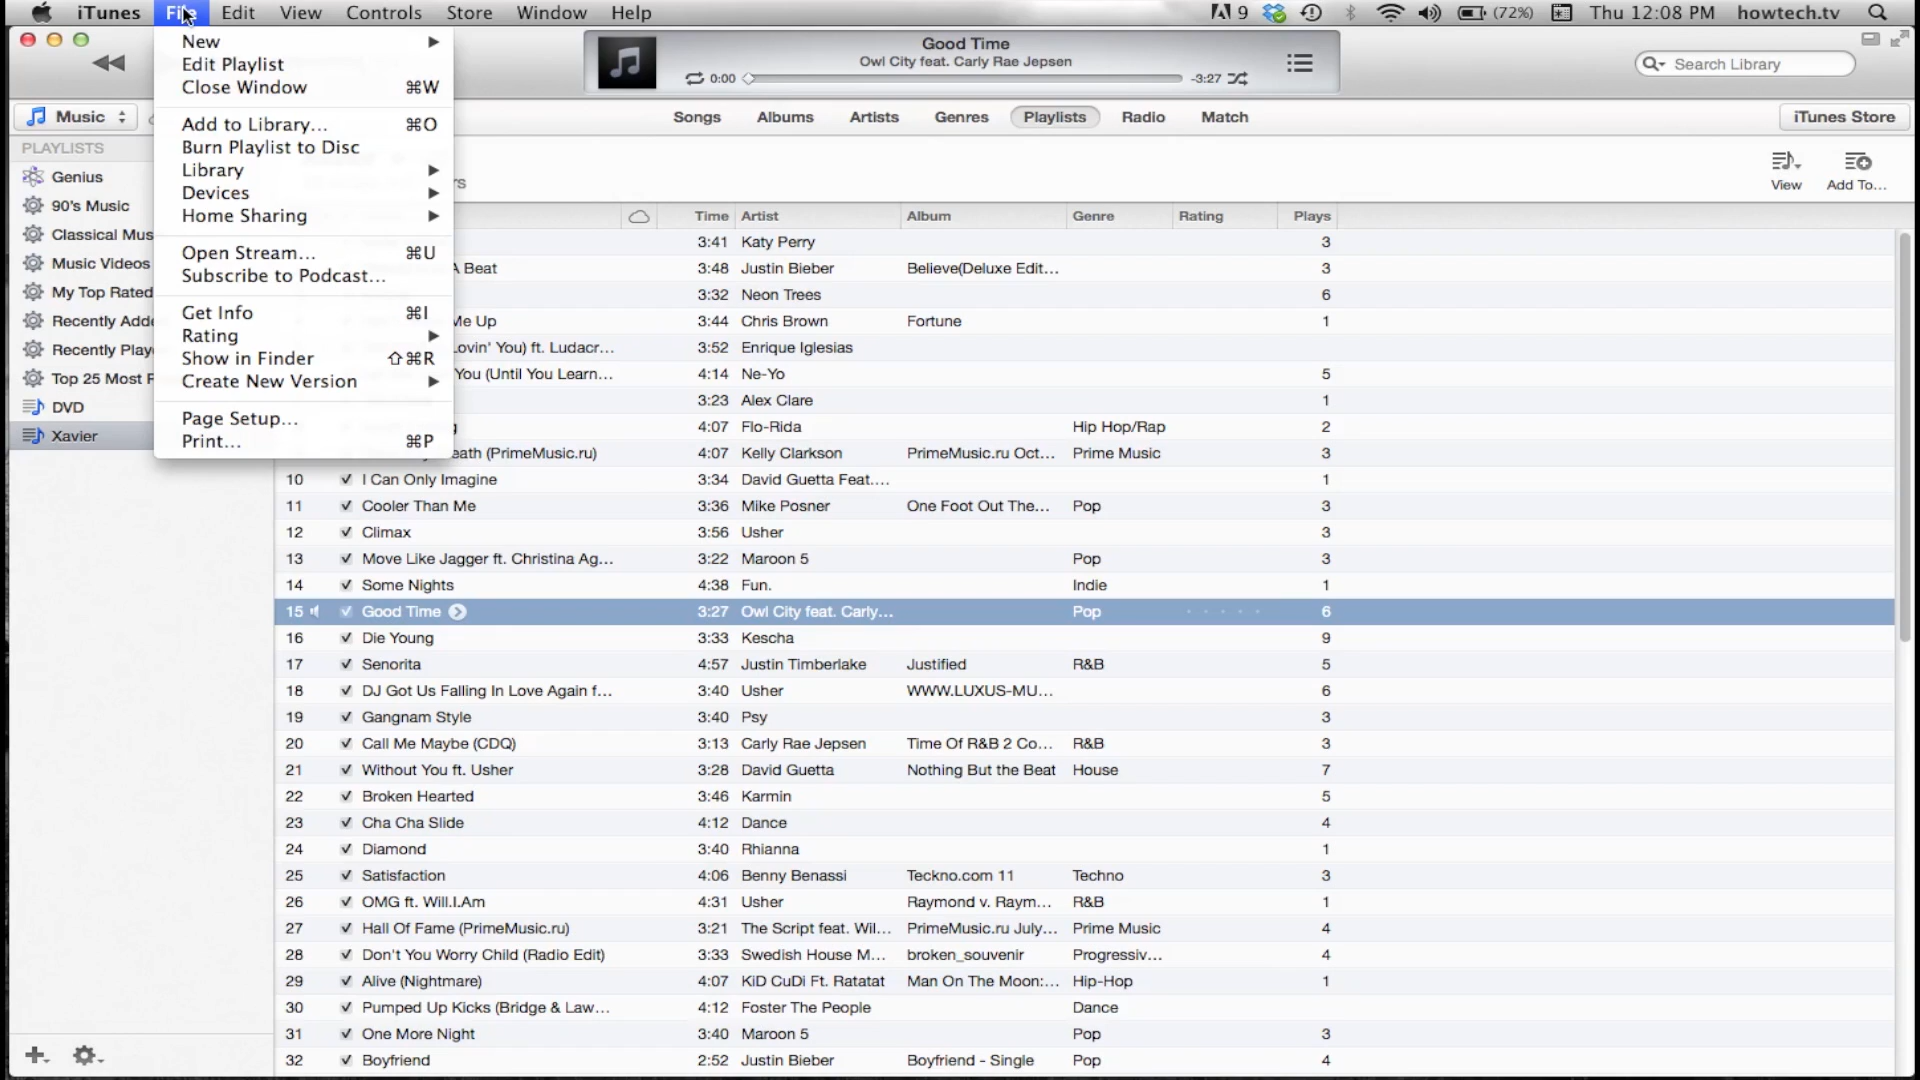 iTunes File Edit View Controls Store Window Help 9 (72%) Thu 12:08 PM howtech.tv
New
Edit Playlist
Close Window ⌘W
Add to Library... ⌘O
Burn Playlist to Disc
Library
Devices
Home Sharing
Open Stream... ⌘U
Subscribe to Podcast...
Get Info ⌘I
Rating
Show in Finder ⇧⌘R
Create New Version
Page Setup...
Print... ⌘P
Good Time
Owl City feat. Carly Rae Jepsen
0:00 -3:27
Search Library
Music Songs Albums Artists Genres Playlists Radio Match iTunes Store
View Add To...
PLAYLISTS
Genius
90's Music
Classical Mus
Music Videos
My Top Rated
Recently Adde
Recently Playe
Top 25 Most P
DVD
Xavier
Time Artist Album Genre Rating Plays
3:41 Katy Perry 3
A Beat 3:48 Justin Bieber Believe(Deluxe Edit... 3
3:32 Neon Trees 6
Me Up 3:44 Chris Brown Fortune 1
Lovin' You) ft. Ludacr... 3:52 Enrique Iglesias
You (Until You Learn... 4:14 Ne-Yo 5
3:23 Alex Clare 1
4:07 Flo-Rida Hip Hop/Rap 2
eath (PrimeMusic.ru) 4:07 Kelly Clarkson PrimeMusic.ru Oct... Prime Music 3
10 I Can Only Imagine 3:34 David Guetta Feat.... 1
11 Cooler Than Me 3:36 Mike Posner One Foot Out The... Pop 3
12 Climax 3:56 Usher 3
13 Move Like Jagger ft. Christina Ag... 3:22 Maroon 5 Pop 3
14 Some Nights 4:38 Fun. Indie 1
15 Good Time 3:27 Owl City feat. Carly... Pop 6
16 Die Young 3:33 Kescha 9
17 Senorita 4:57 Justin Timberlake Justified R&B 5
18 DJ Got Us Falling In Love Again f... 3:40 Usher WWW.LUXUS-MU... 6
19 Gangnam Style 3:40 Psy 3
20 Call Me Maybe (CDQ) 3:13 Carly Rae Jepsen Time Of R&B 2 Co... R&B 3
21 Without You ft. Usher 3:28 David Guetta Nothing But the Beat House 7
22 Broken Hearted 3:46 Karmin 5
23 Cha Cha Slide 4:12 Dance 4
24 Diamond 3:40 Rhianna 1
25 Satisfaction 4:06 Benny Benassi Teckno.com 11 Techno 3
26 OMG ft. Will.I.Am 4:31 Usher Raymond v. Raym... R&B 1
27 Hall Of Fame (PrimeMusic.ru) 3:21 The Script feat. Wil... PrimeMusic.ru July... Prime Music 4
28 Don't You Worry Child (Radio Edit) 3:33 Swedish House M... broken_souvenir Progressiv... 4
29 Alive (Nightmare) 4:07 KiD CuDi Ft. Ratatat Man On The Moon:... Hip-Hop 1
30 Pumped Up Kicks (Bridge & Law... 4:12 Foster The People Dance
31 One More Night 3:40 Maroon 5 Pop 3
32 Boyfriend 2:52 Justin Bieber Boyfriend - Single Pop 4